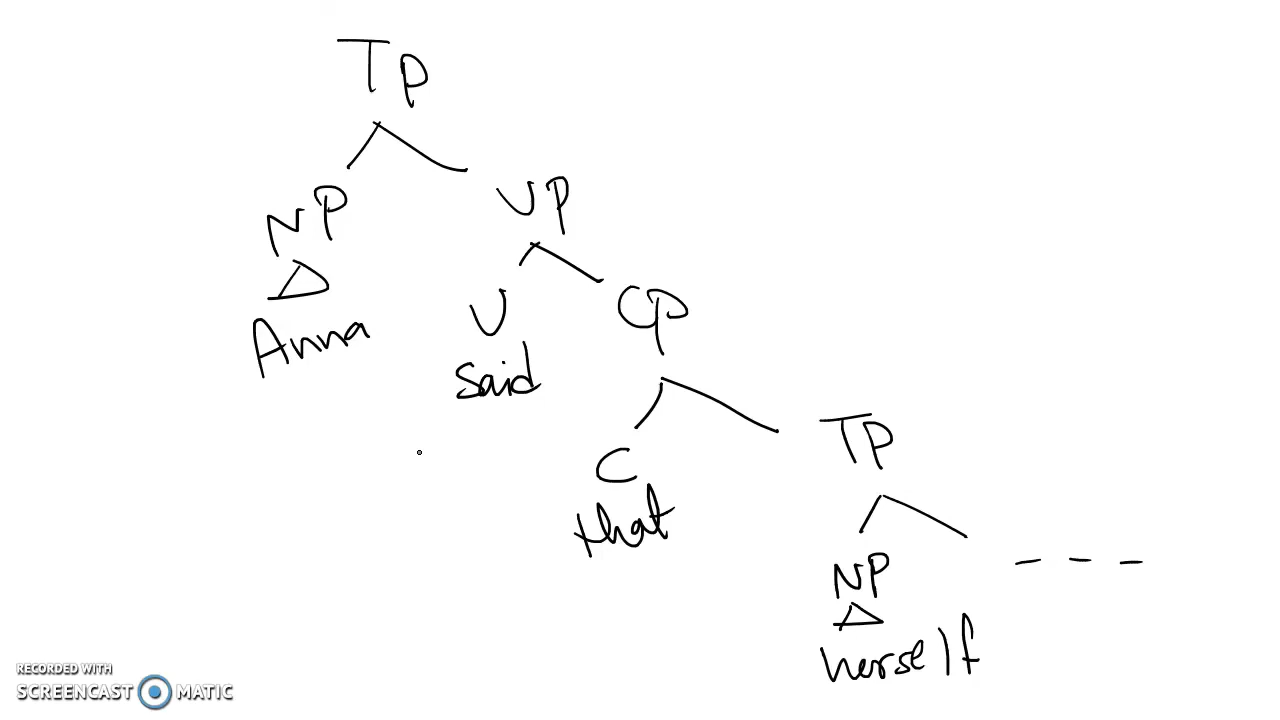 TP
NP
VP
Anna
V
CP
said
C
TP
that
NP
- - -
herself
RECORDED WITH
SCREENCAST MATIC